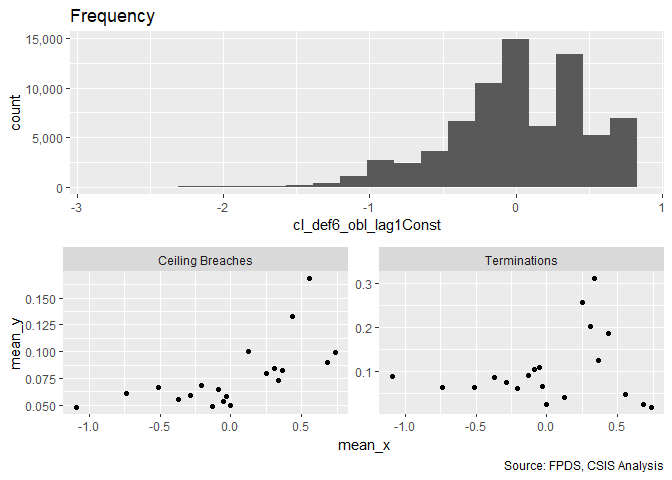 Frequency
15,000
10,000
5,000
0
count
-3 -2 -1 0 1
cl_def6_obl_lag1Const
Ceiling Breaches Terminations
0.150
0.125
0.100
0.075
0.050
mean_y
0.3
0.2
0.1
-1.0 -0.5 0.0 0.5
-1.0 -0.5 0.0 0.5
mean_x
Source: FPDS, CSIS Analysis